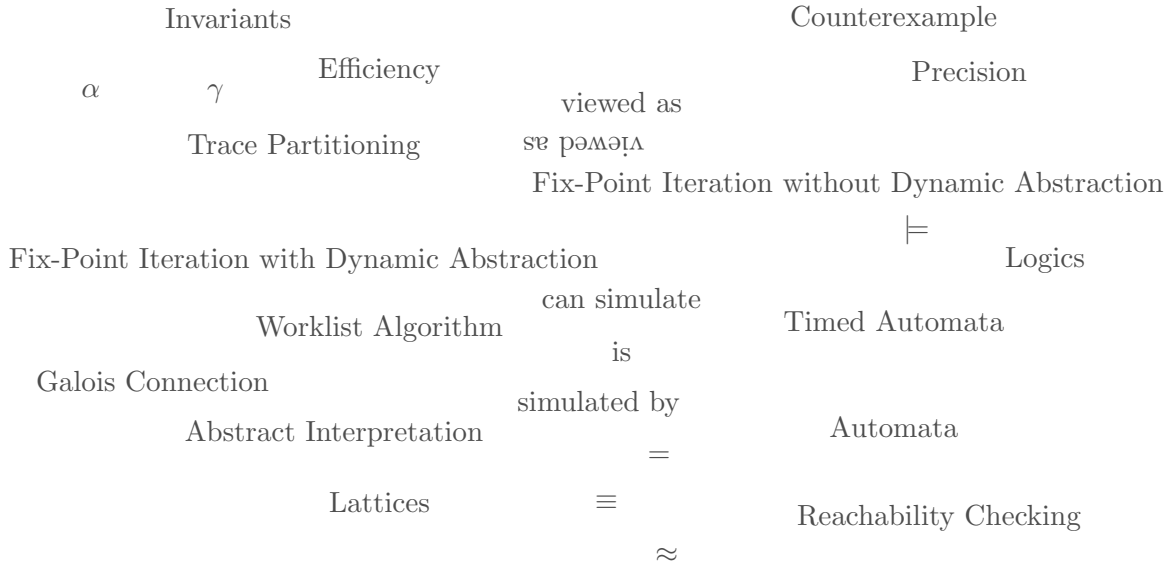 Invariants
Counterexample
Efficiency
Precision
α
γ
viewed as
Trace Partitioning
viewed as
Fix-Point Iteration without Dynamic Abstraction
⊨
Fix-Point Iteration with Dynamic Abstraction
Logics
can simulate
Worklist Algorithm
Timed Automata
is
Galois Connection
simulated by
Abstract Interpretation
Automata
=
Lattices
≡
Reachability Checking
≈